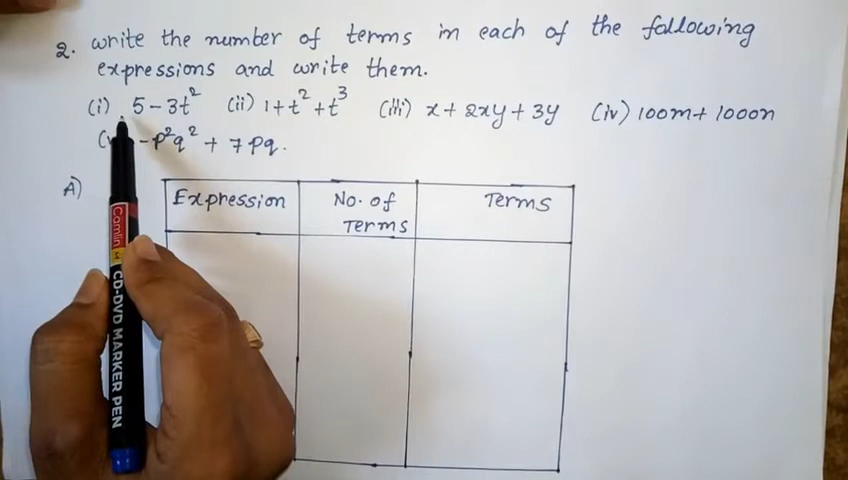 2. Write the number of terms in each of the following
expressions and write them.
(i) 5 - 3t² (ii) 1+t²+t³ (iii) x+2xy+3y (iv) 100m+1000n
(v) -p²q² + 7pq.
A)
Expression No. of Terms
Terms
Camlin
CD-DVD MARKER PEN